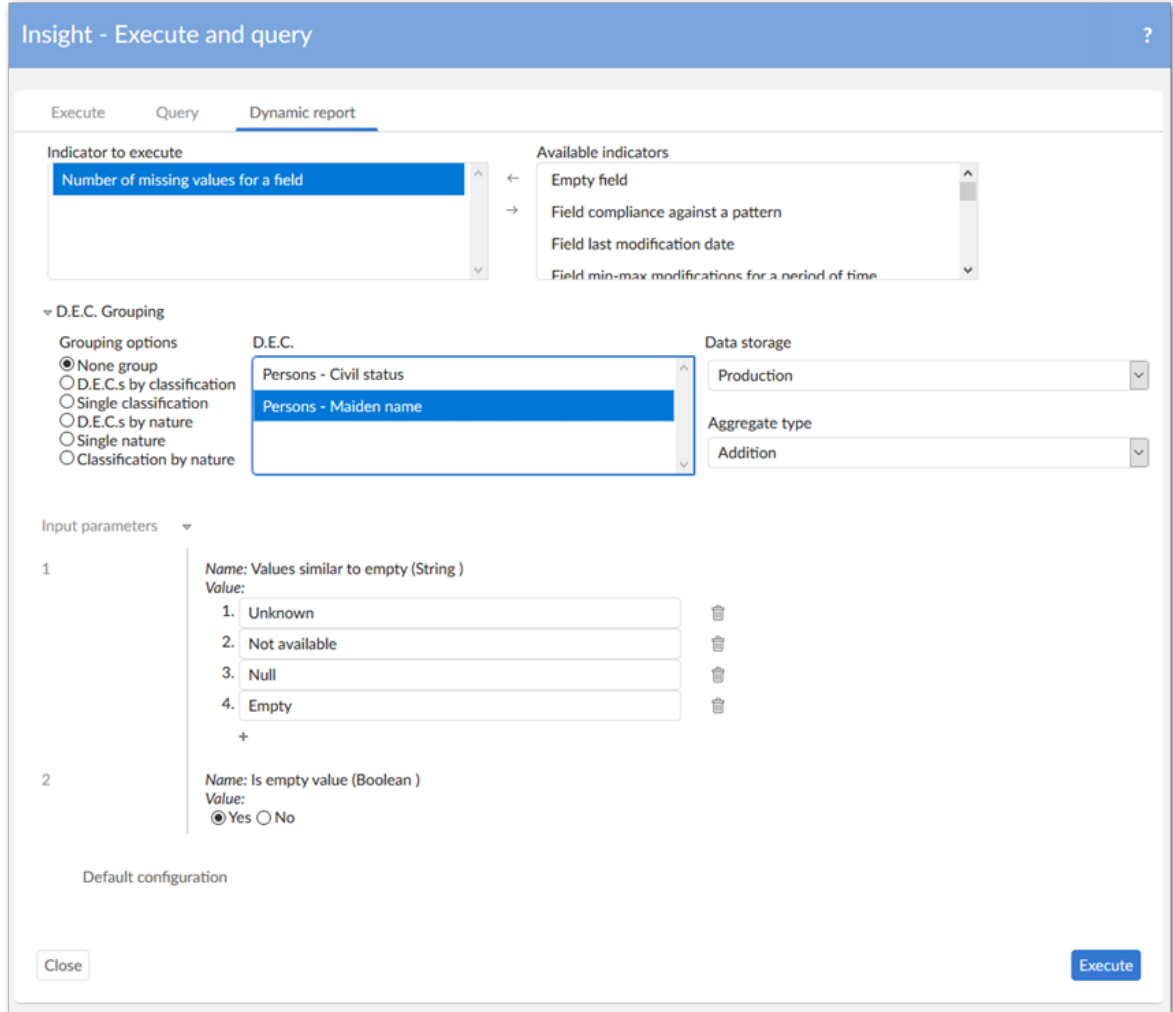 Insight - Execute and query ?
Execute Query Dynamic report
Indicator to execute
Number of missing values for a field
Available indicators
Empty field
Field compliance against a pattern
Field last modification date
Field min-max modifications for a period of time
D.E.C. Grouping
Grouping options
None group
D.E.C.s by classification
Single classification
D.E.C.s by nature
Single nature
Classification by nature
D.E.C.
Persons - Civil status
Persons - Maiden name
Data storage
Production
Aggregate type
Addition
Input parameters
1
Name: Values similar to empty (String )
Value:
1. Unknown
2. Not available
3. Null
4. Empty
+
2
Name: Is empty value (Boolean )
Value:
Yes No
Default configuration
Close Execute